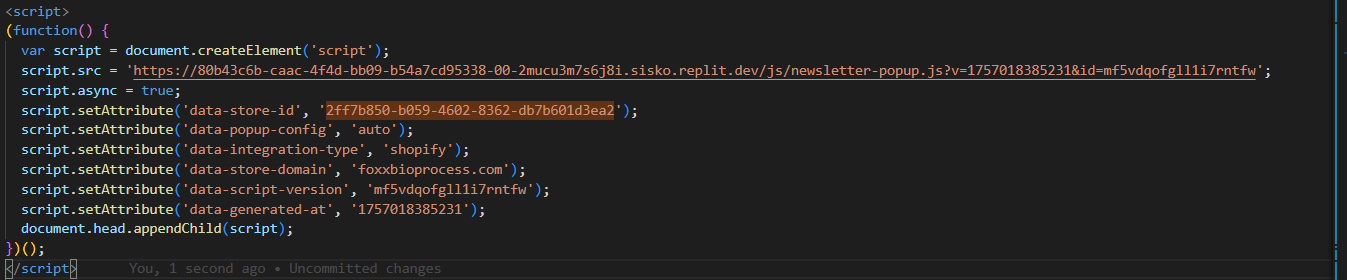 <script>
(function() {
  var script = document.createElement('script');
  script.src = 'https://80b43c6b-caac-4f4d-bb09-b54a7cd95338-00-2mucu3m7s6j8i.sisko.replit.dev/js/newsletter-popup.js?v=1757018385231&id=mf5vdqofgll1i7rntfw';
  script.async = true;
  script.setAttribute('data-store-id', '2ff7b850-b059-4602-8362-db7b601d3ea2');
  script.setAttribute('data-popup-config', 'auto');
  script.setAttribute('data-integration-type', 'shopify');
  script.setAttribute('data-store-domain', 'foxxbioprocess.com');
  script.setAttribute('data-script-version', 'mf5vdqofgll1i7rntfw');
  script.setAttribute('data-generated-at', '1757018385231');
  document.head.appendChild(script);
})();
</script> You, 1 second ago • Uncommitted changes